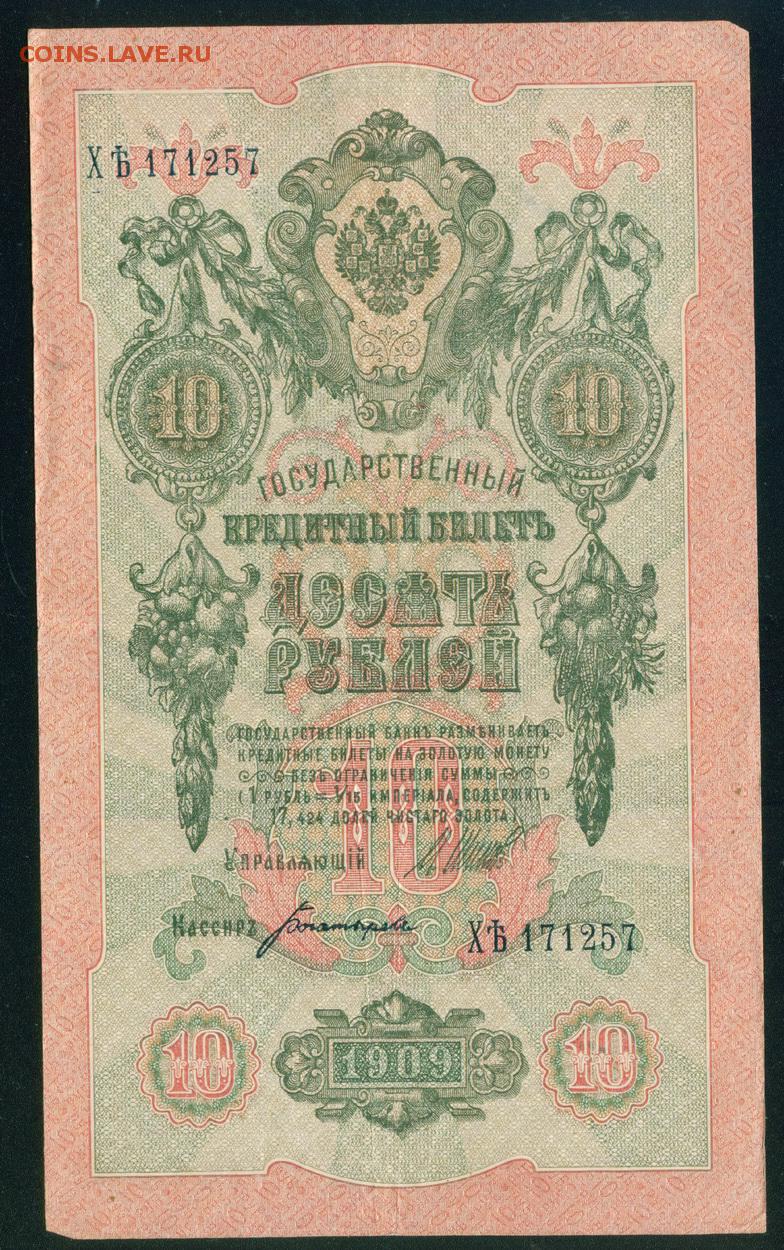 COINS.LAVE.RU
ХѢ 171257
10 10
ГОСУДАРСТВЕННЫЙ
КРЕДИТНЫЙ БИЛЕТЪ
ДЕСЯТЬ
РУБЛЕЙ
ГОСУДАРСТВЕННЫЙ БАНКЪ РАЗМѢНИВАЕТЪ
КРЕДИТНЫЕ БИЛЕТЫ НА ЗОЛОТУЮ МОНЕТУ
БЕЗЪ ОГРАНИЧЕНІЯ СУММЫ
(1 РУБЛЬ = 1/15 ИМПЕРІАЛА, СОДЕРЖИТЪ
17,424 ДОЛЕЙ ЧИСТАГО ЗОЛОТА).
10
УПРАВЛЯЮЩІЙ
Кассиръ Богатыревъ
ХѢ 171257
10 1909 10